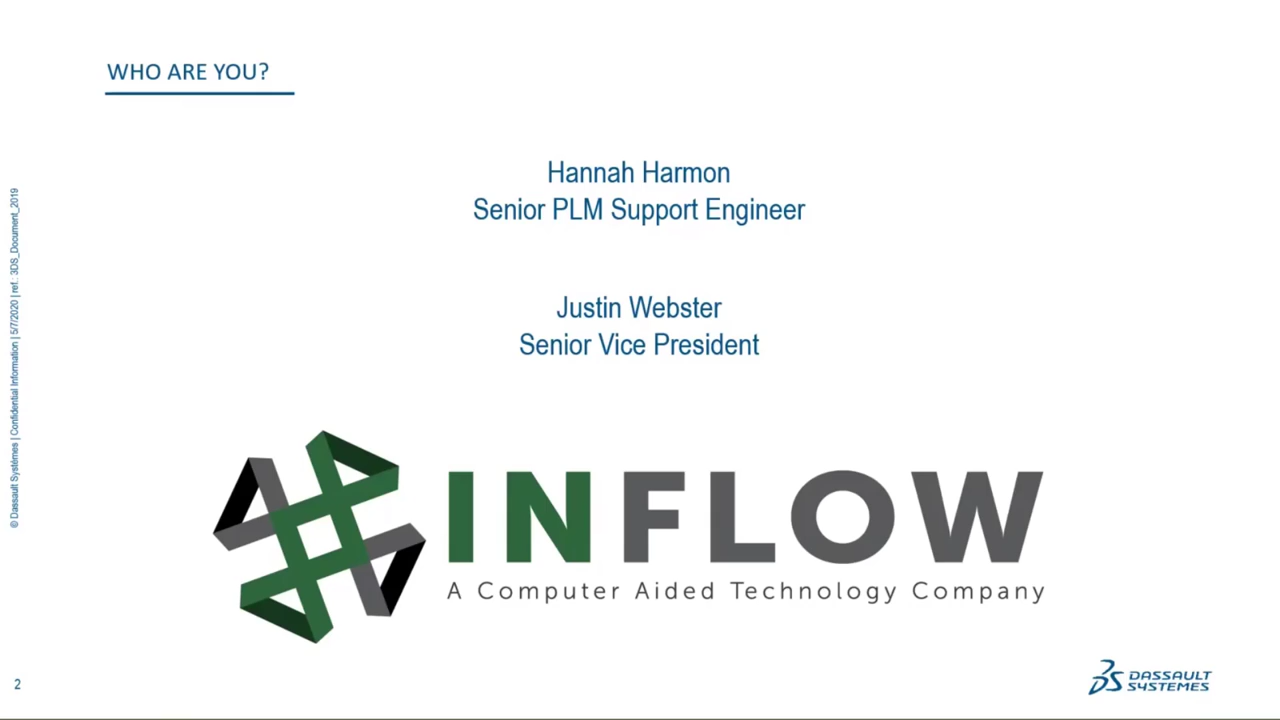 WHO ARE YOU?
Hannah Harmon
Senior PLM Support Engineer
Justin Webster
Senior Vice President
INFLOW
A Computer Aided Technology Company
© Dassault Systèmes | Confidential Information | 5/7/2020 | ref.: 3DS_Document_2019
2
3DS DASSAULT
SYSTEMES